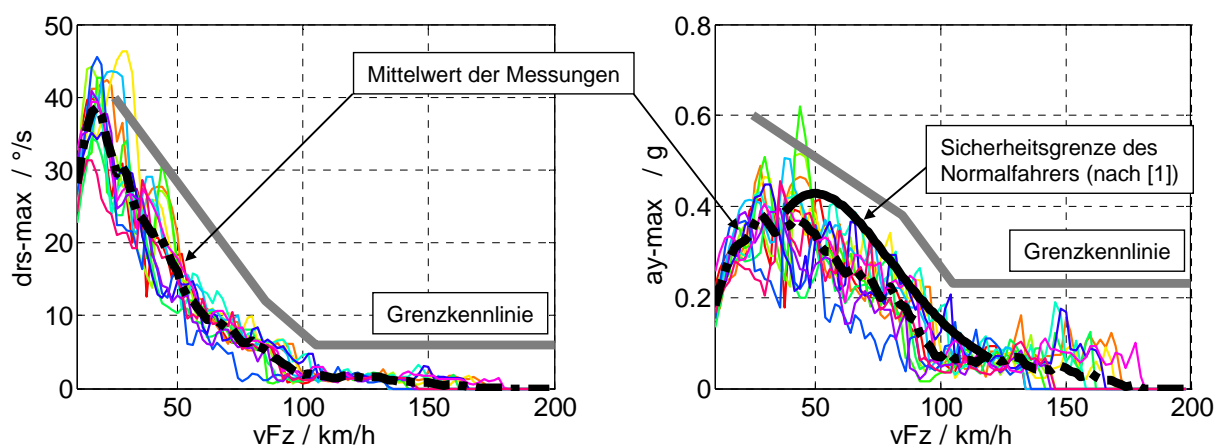 50
40
30
20
10
0
drs-max / °/s
50
100
150
200
vFz / km/h
Mittelwert der Messungen
Grenzkennlinie
0.8
0.6
0.4
0.2
0
ay-max / g
50
100
150
200
vFz / km/h
Sicherheitsgrenze des
Normalfahrers (nach [1])
Grenzkennlinie